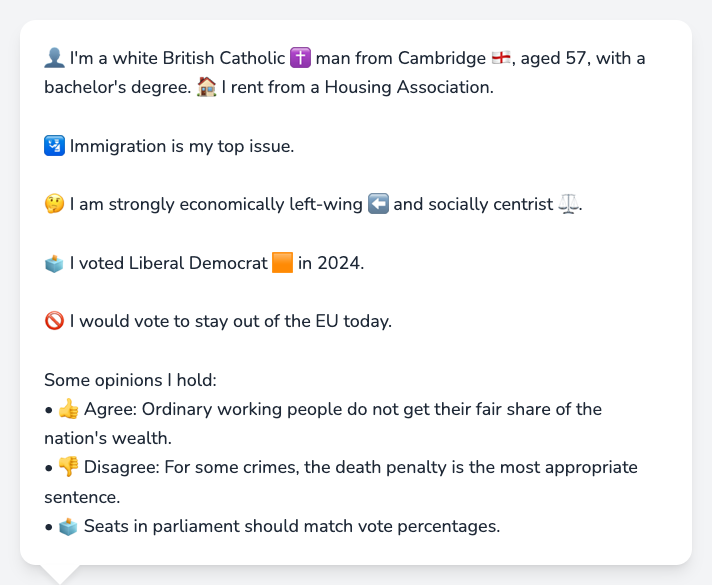 👤 I'm a white British Catholic ✝️ man from Cambridge 🏴󠁧󠁢󠁥󠁮󠁧󠁿, aged 57, with a
bachelor's degree. 🏠 I rent from a Housing Association.
🛂 Immigration is my top issue.
🤔 I am strongly economically left-wing ⬅️ and socially centrist ⚖️.
🗳️ I voted Liberal Democrat 🟧 in 2024.
🚫 I would vote to stay out of the EU today.
Some opinions I hold:
• 👍 Agree: Ordinary working people do not get their fair share of the
nation's wealth.
• 👎 Disagree: For some crimes, the death penalty is the most appropriate
sentence.
• 🗳️ Seats in parliament should match vote percentages.